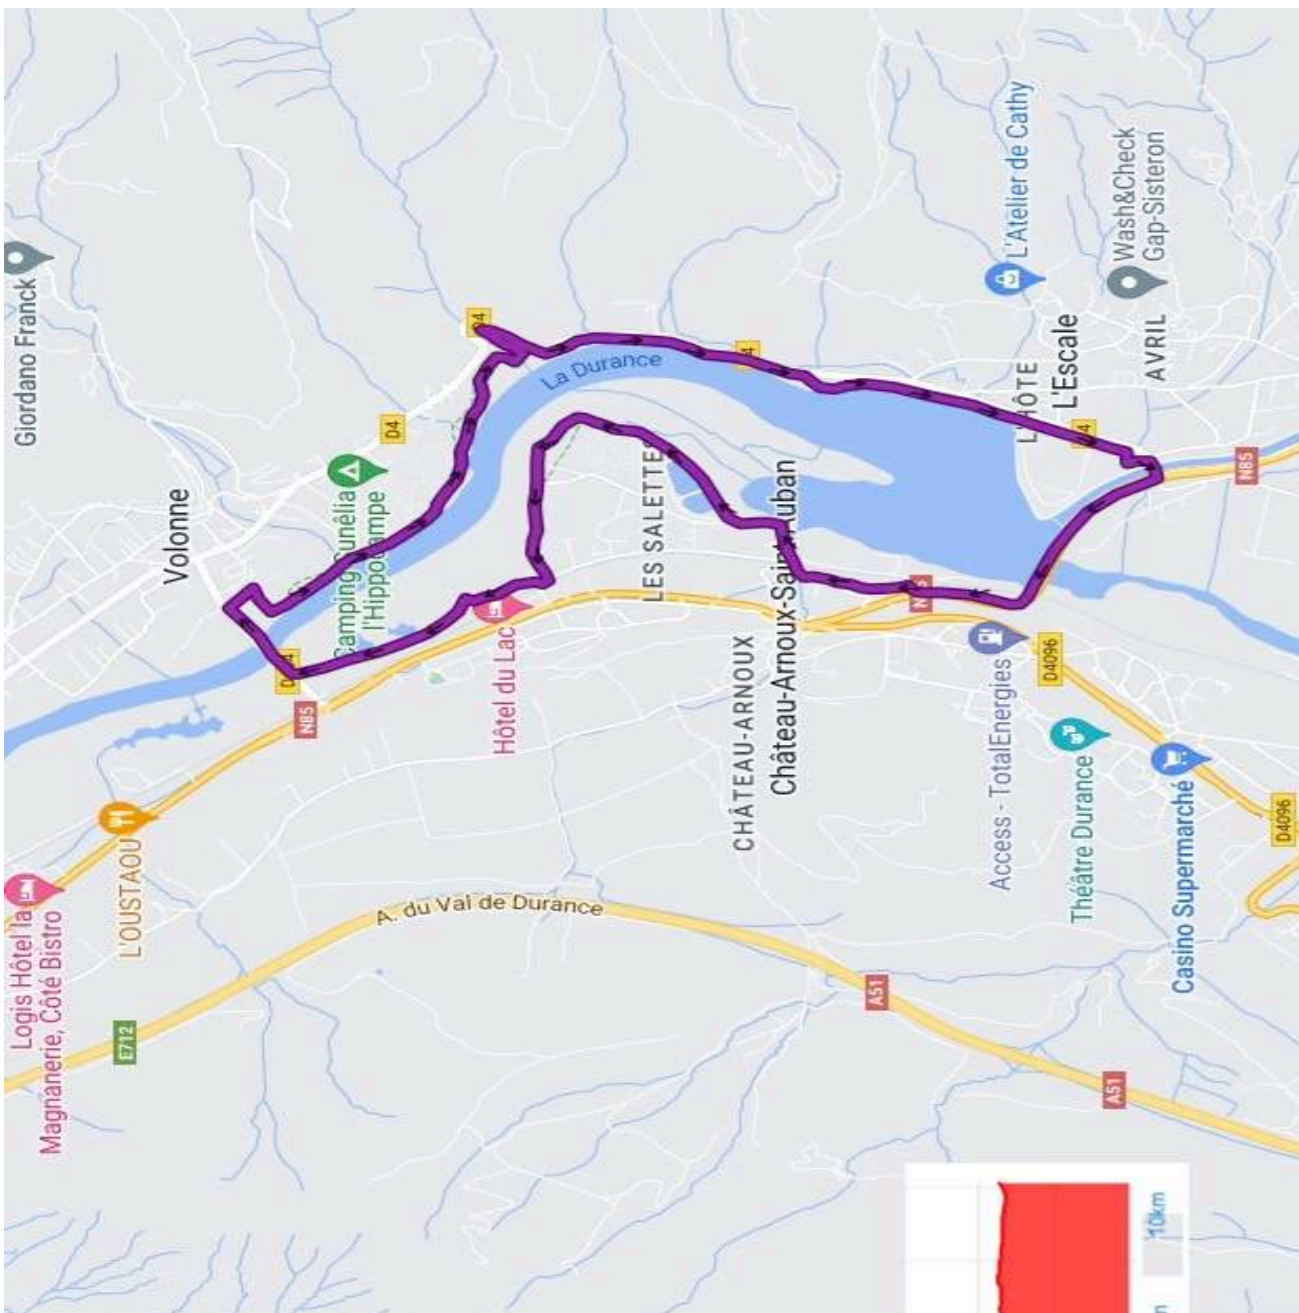 Giordano Franck
Volonne
D4
Camping Sunêlia
l'Hippocampe
D4
N85
L'OUSTAOU
Logis Hôtel la
Magnanerie, Côté Bistro
E712
A. du Val de Durance
Hôtel du Lac
La Durance
D4
LES SALETTES
CHÂTEAU-ARNOUX
Château-Arnoux-Saint-Auban
A51
N85
Access - TotalEnergies
D4096
Théâtre Durance
Casino Supermarché
D4096
A51
L'Atelier de Cathy
Wash&Check
Gap-Sisteron
L'HÔTE
L'Escale
AVRIL
N85
10km